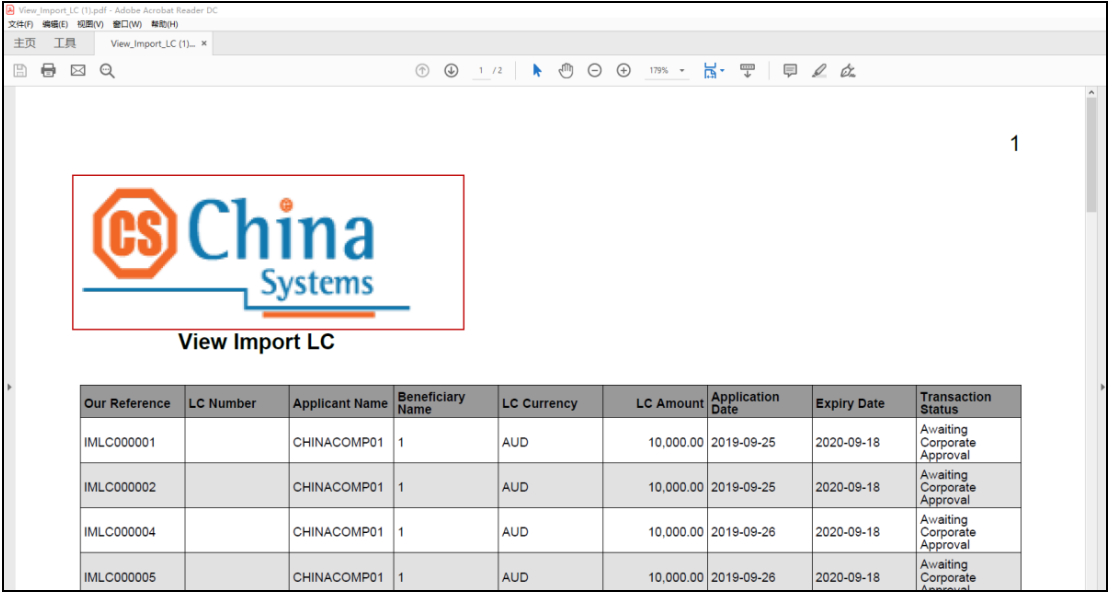 View_Import_LC (1).pdf - Adobe Acrobat Reader DC
文件(F) 编辑(E) 视图(V) 窗口(W) 帮助(H)
主页 工具 View_Import_LC (1)... ×
1 / 2 179%
1
CS China
Systems
View Import LC
Our Reference LC Number Applicant Name Beneficiary Name LC Currency LC Amount Application Date Expiry Date Transaction Status
IMLC000001 CHINACOMP01 1 AUD 10,000.00 2019-09-25 2020-09-18 Awaiting Corporate Approval
IMLC000002 CHINACOMP01 1 AUD 10,000.00 2019-09-25 2020-09-18 Awaiting Corporate Approval
IMLC000004 CHINACOMP01 1 AUD 10,000.00 2019-09-26 2020-09-18 Awaiting Corporate Approval
IMLC000005 CHINACOMP01 1 AUD 10,000.00 2019-09-26 2020-09-18 Awaiting Corporate Approval